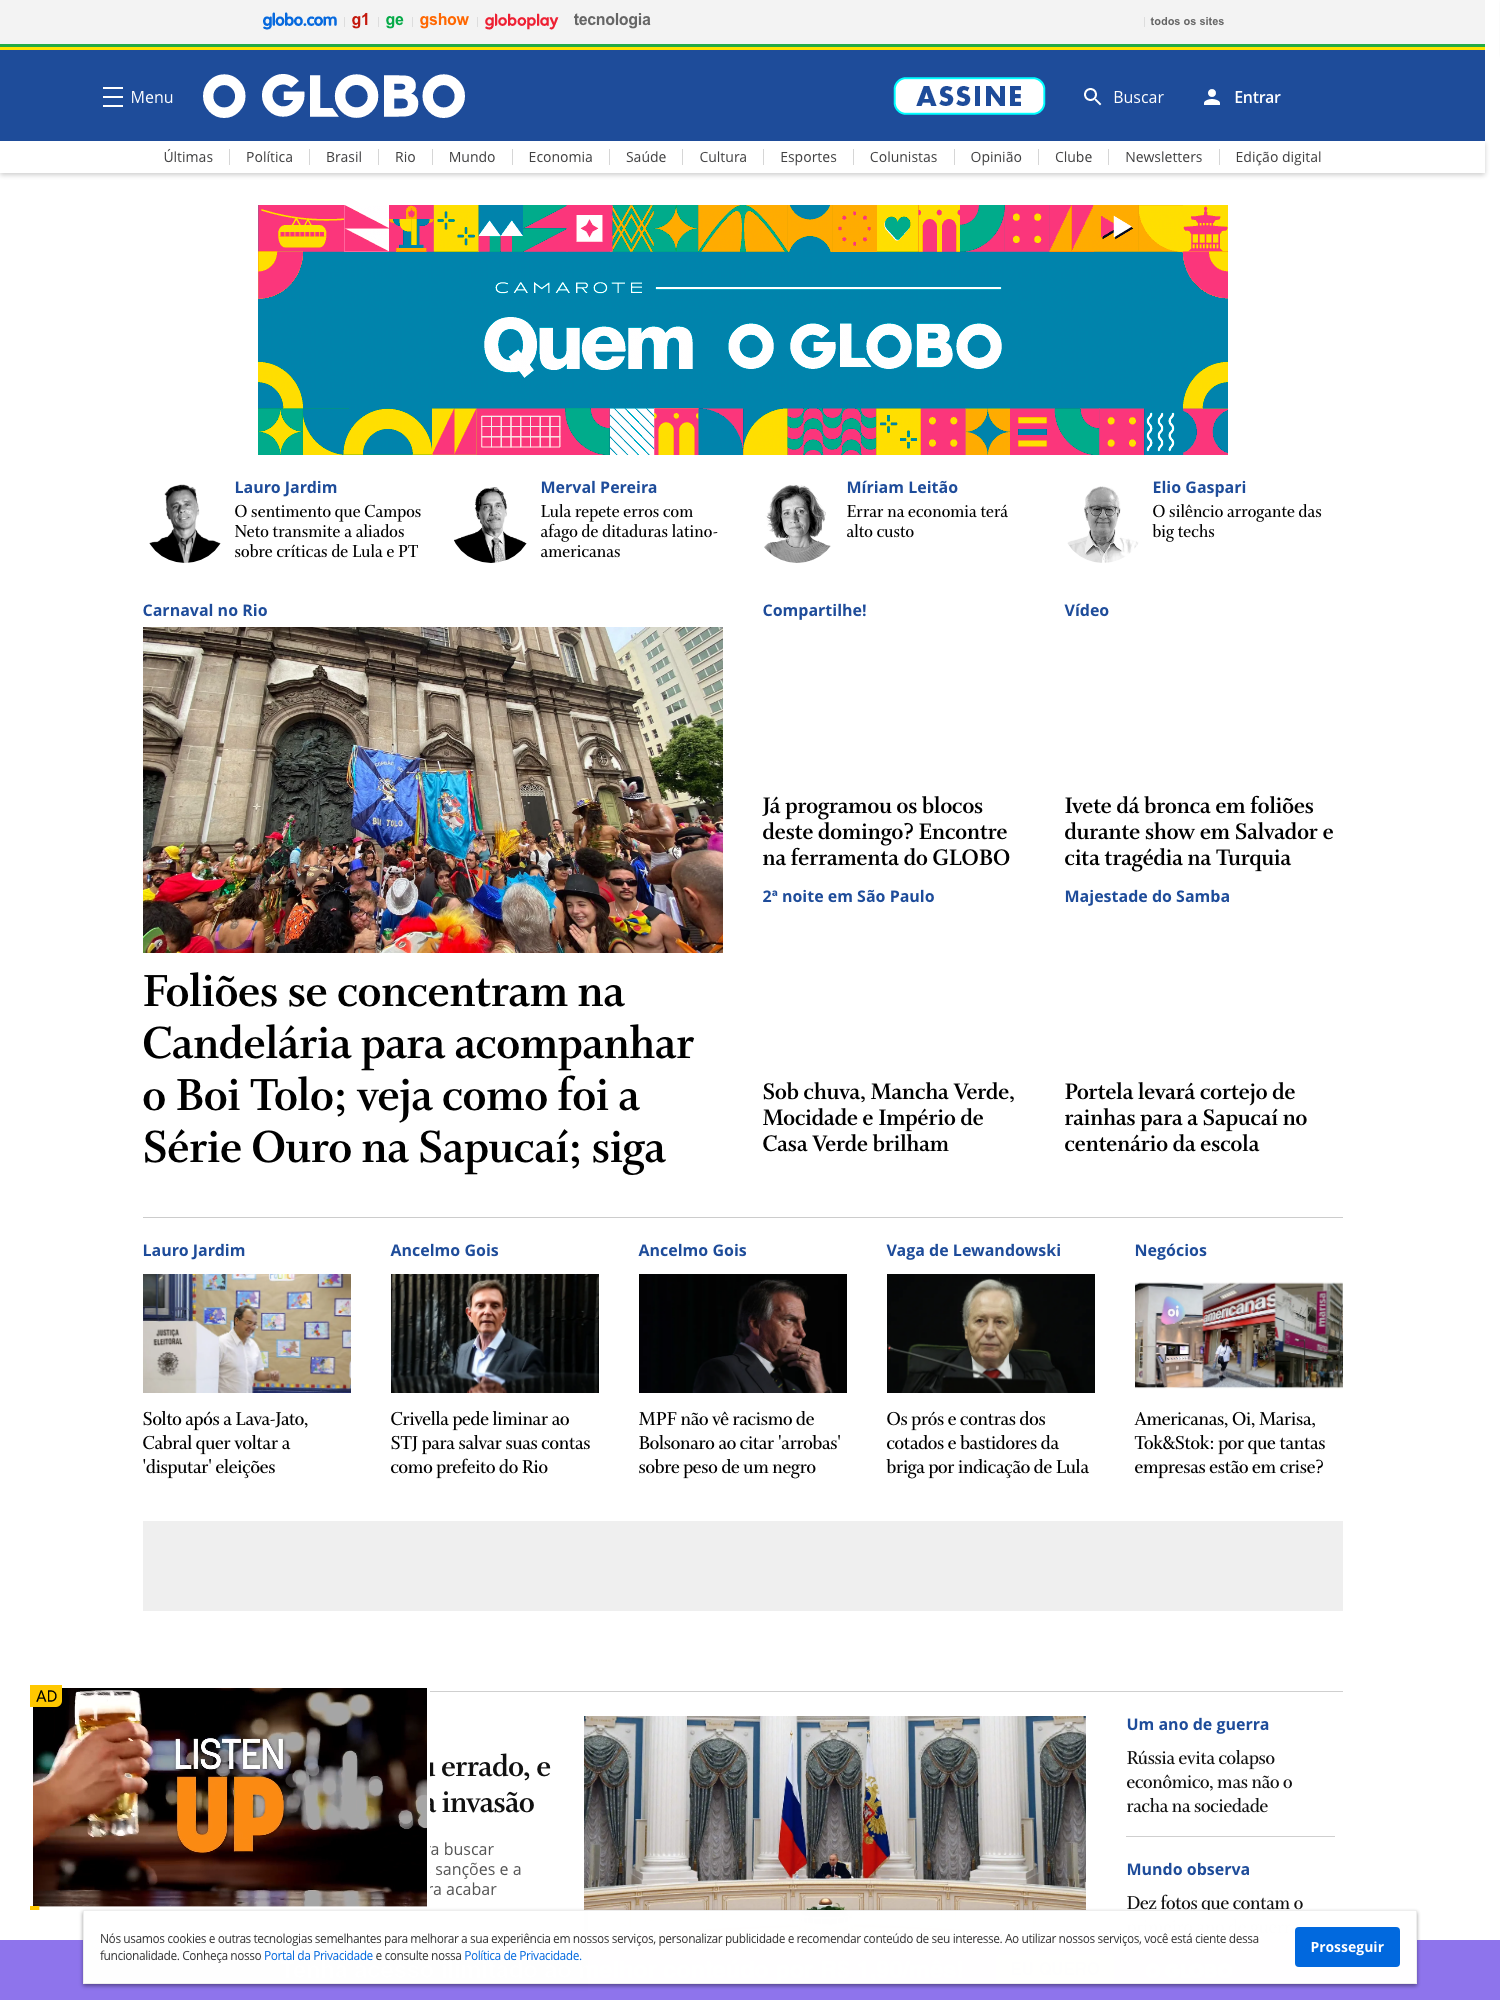 globo.com g1 ge gshow globoplay tecnologia todos os sites
Menu O GLOBO ASSINE Buscar Entrar
Últimas Política Brasil Rio Mundo Economia Saúde Cultura Esportes Colunistas Opinião Clube Newsletters Edição digital
CAMAROTE
Quem O GLOBO
Lauro Jardim
O sentimento que Campos
Neto transmite a aliados
sobre críticas de Lula e PT
Merval Pereira
Lula repete erros com
afago de ditaduras latino-
americanas
Míriam Leitão
Errar na economia terá
alto custo
Elio Gaspari
O silêncio arrogante das
big techs
Carnaval no Rio
BOI TOLO
Foliões se concentram na
Candelária para acompanhar
o Boi Tolo; veja como foi a
Série Ouro na Sapucaí; siga
Compartilhe!
Já programou os blocos
deste domingo? Encontre
na ferramenta do GLOBO
Vídeo
Ivete dá bronca em foliões
durante show em Salvador e
cita tragédia na Turquia
2ª noite em São Paulo
Sob chuva, Mancha Verde,
Mocidade e Império de
Casa Verde brilham
Majestade do Samba
Portela levará cortejo de
rainhas para a Sapucaí no
centenário da escola
Lauro Jardim
JUSTIÇA
ELEITORAL
Solto após a Lava-Jato,
Cabral quer voltar a
'disputar' eleições
Ancelmo Gois
Crivella pede liminar ao
STJ para salvar suas contas
como prefeito do Rio
Ancelmo Gois
MPF não vê racismo de
Bolsonaro ao citar 'arrobas'
sobre peso de um negro
Vaga de Lewandowski
Os prós e contras dos
cotados e bastidores da
briga por indicação de Lula
Negócios
oi
americanas
marisa
Americanas, Oi, Marisa,
Tok&Stok: por que tantas
empresas estão em crise?
AD
LISTEN
UP
errado, e
invasão
buscar
sanções e a
acabar
Um ano de guerra
Rússia evita colapso
econômico, mas não o
racha na sociedade
Mundo observa
Dez fotos que contam o
Nós usamos cookies e outras tecnologias semelhantes para melhorar a sua experiência em nossos serviços, personalizar publicidade e recomendar conteúdo de seu interesse. Ao utilizar nossos serviços, você está ciente dessa
funcionalidade. Conheça nosso Portal da Privacidade e consulte nossa Política de Privacidade.
Prosseguir